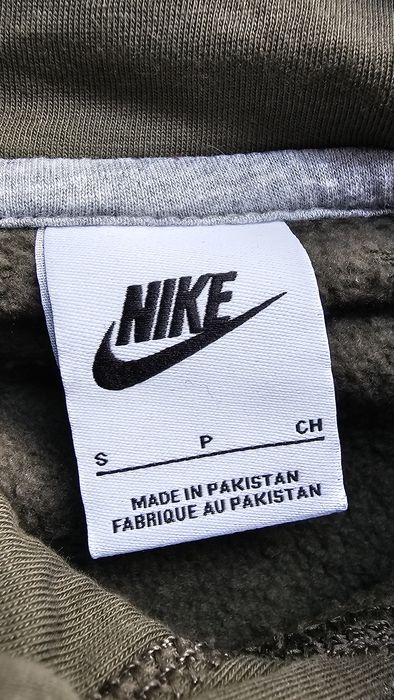 NIKE
S P CH
MADE IN PAKISTAN
FABRIQUE AU PAKISTAN